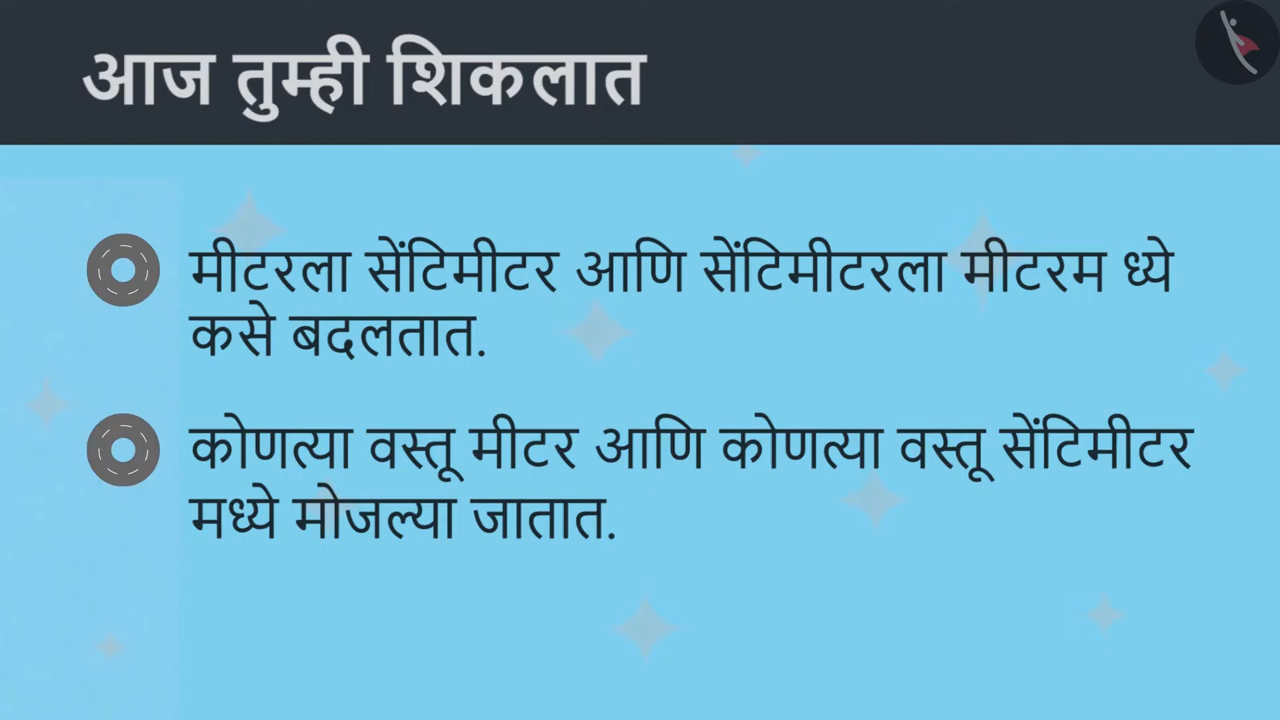 आज तुम्ही शिकलात
मीटरला सेंटिमीटर आणि सेंटिमीटरला मीटरम ध्ये
कसे बदलतात.
कोणत्या वस्तू मीटर आणि कोणत्या वस्तू सेंटिमीटर
मध्ये मोजल्या जातात.